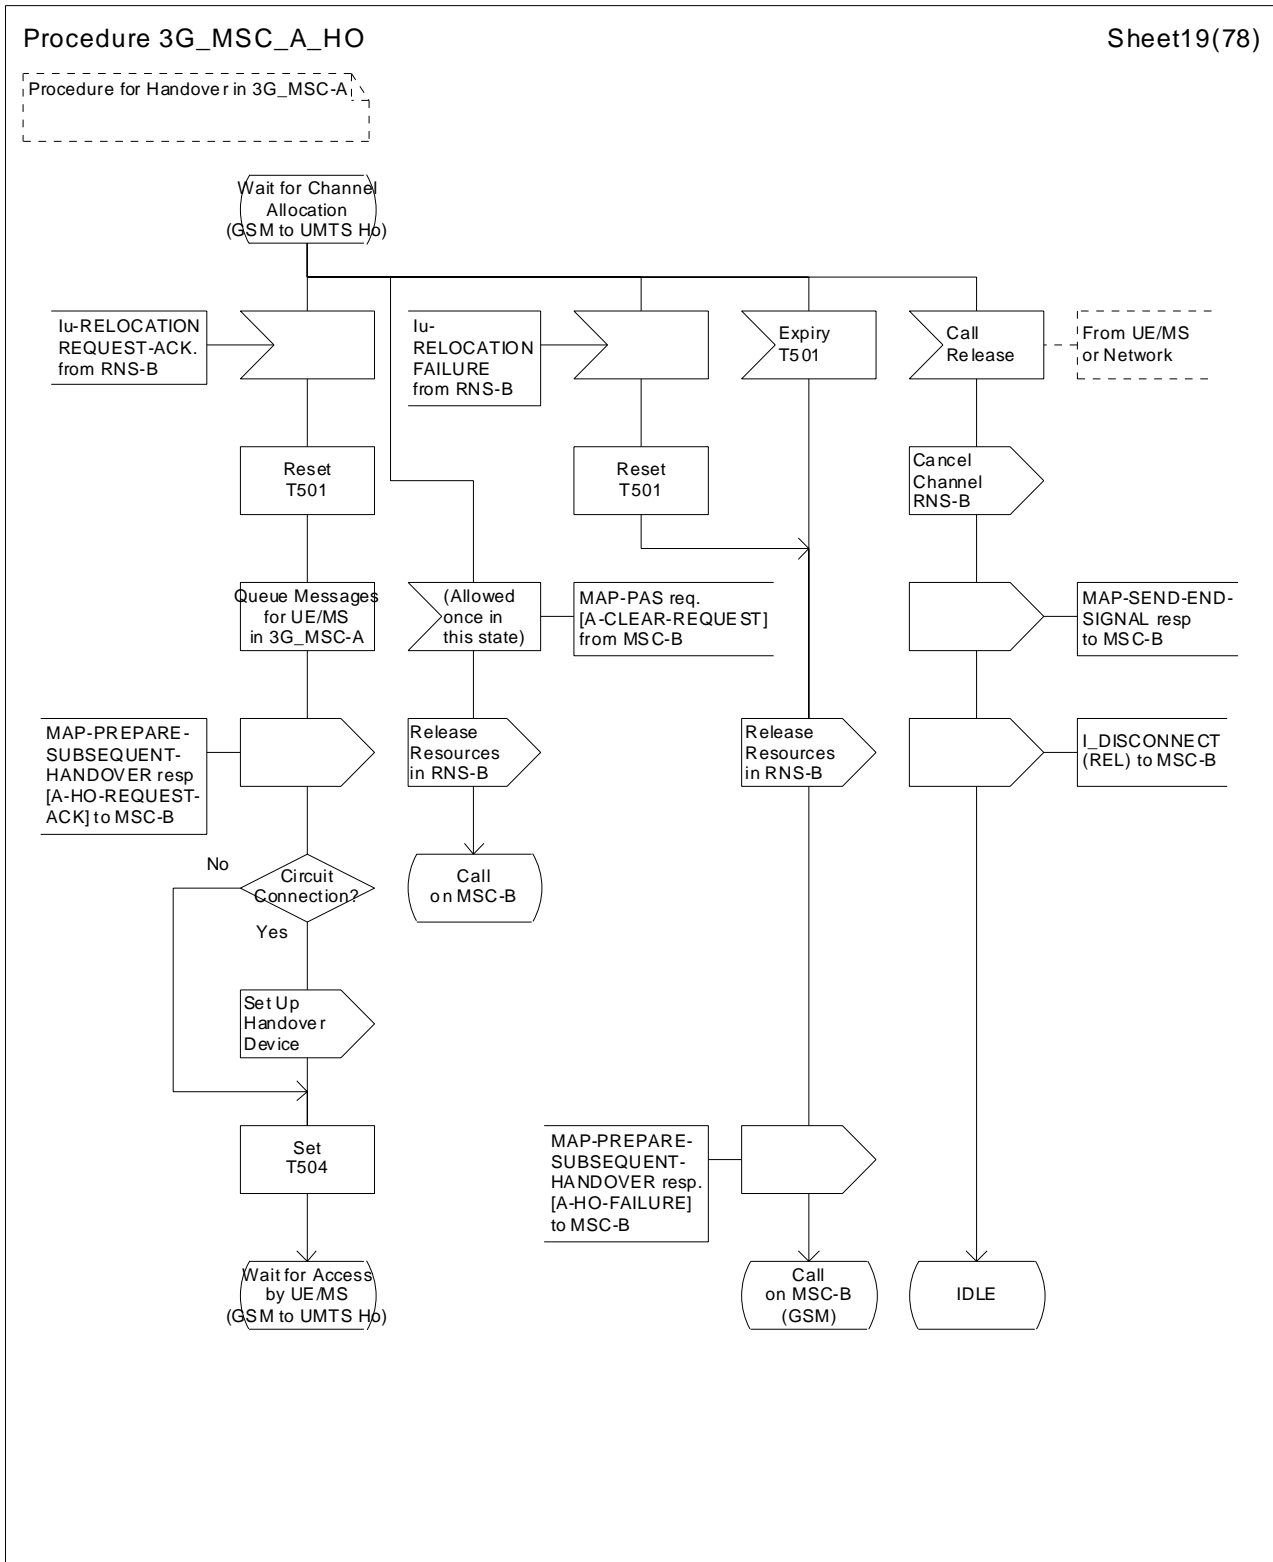 Procedure 3G_MSC_A_HO
Sheet19(78)
Procedure for Handover in 3G_MSC-A
Wait for Channel
Allocation
(GSM to UMTS Ho)
Iu-RELOCATION
REQUEST-ACK.
from RNS-B
Iu-
RELOCATION
FAILURE
from RNS-B
Expiry
T501
Call
Release
From UE/MS
or Network
Reset
T501
Reset
T501
Cancel
Channel
RNS-B
Queue Messages
for UE/MS
in 3G_MSC-A
(Allowed
once in
this state)
MAP-PAS req.
[A-CLEAR-REQUEST]
from MSC-B
MAP-SEND-END-
SIGNAL resp
to MSC-B
MAP-PREPARE-
SUBSEQUENT-
HANDOVER resp
[A-HO-REQUEST-
ACK] to MSC-B
Release
Resources
in RNS-B
Release
Resources
in RNS-B
I_DISCONNECT
(REL) to MSC-B
No
Circuit
Connection?
Yes
Call
on MSC-B
Set Up
Handover
Device
Set
T504
MAP-PREPARE-
SUBSEQUENT-
HANDOVER resp.
[A-HO-FAILURE]
to MSC-B
Wait for Access
by UE/MS
(GSM to UMTS Ho)
Call
on MSC-B
(GSM)
IDLE